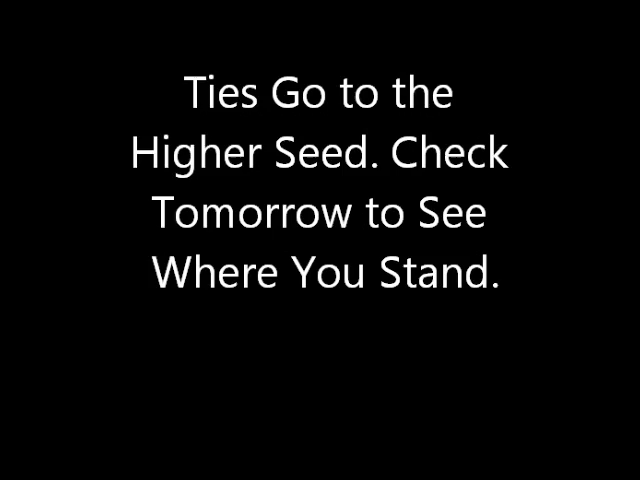 Ties Go to the
Higher Seed. Check
Tomorrow to See
Where You Stand.